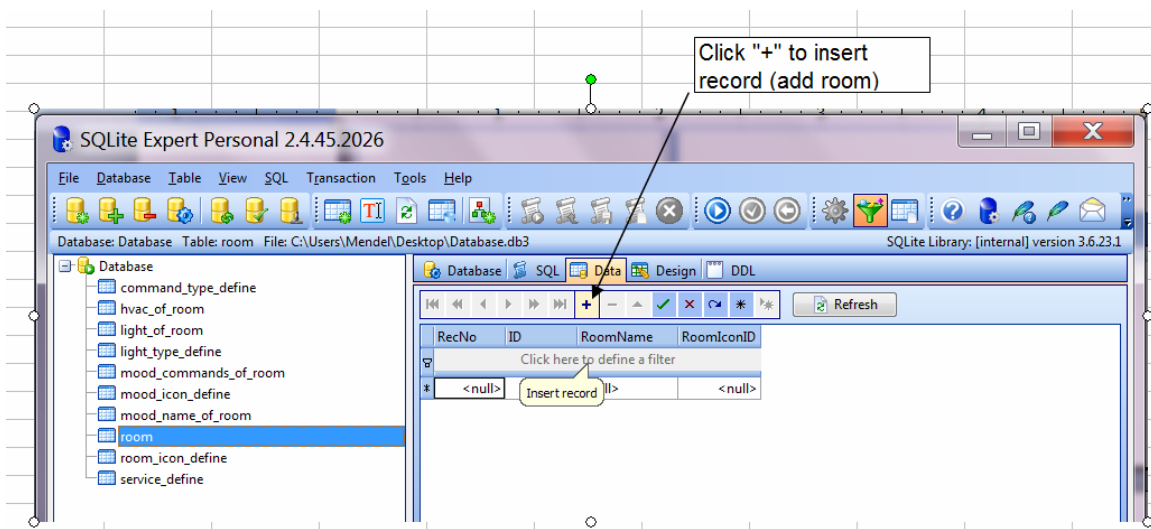 Click "+" to insert
record (add room)
SQLite Expert Personal 2.4.45.2026
File Database Table View SQL Transaction Tools Help
Database: Database Table: room File: C:\Users\Mendel\Desktop\Database.db3 SQLite Library: [internal] version 3.6.23.1
Database
command_type_define
hvac_of_room
light_of_room
light_type_define
mood_commands_of_room
mood_icon_define
mood_name_of_room
room
room_icon_define
service_define
Database SQL Data Design DDL
Refresh
RecNo ID RoomName RoomIconID
Click here to define a filter
<null> ll> <null>
Insert record